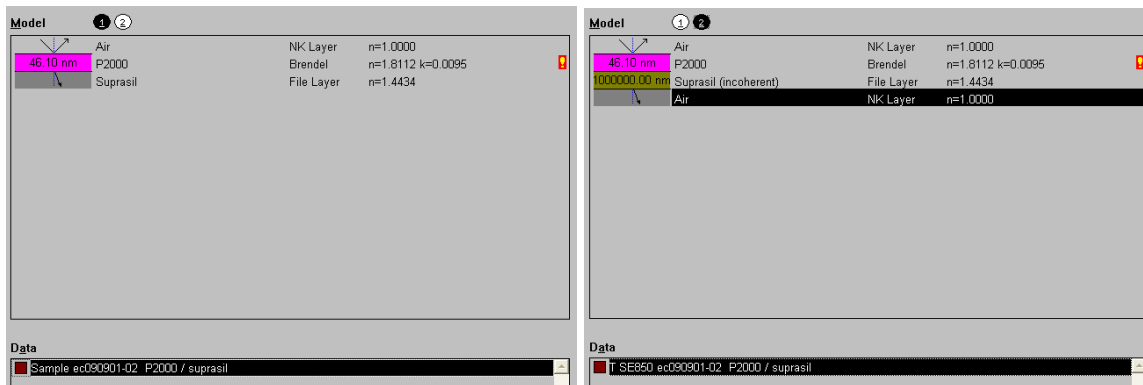 Model 1 2
Air NK Layer n=1.0000
46.10 nm P2000 Brendel n=1.8112 k=0.0095
Suprasil File Layer n=1.4434
Data
Sample ec090901-02 P2000 / suprasil
Model 1 2
Air NK Layer n=1.0000
46.10 nm P2000 Brendel n=1.8112 k=0.0095
1000000.00 nm Suprasil (incoherent) File Layer n=1.4434
Air NK Layer n=1.0000
Data
T SE850 ec090901-02 P2000 / suprasil